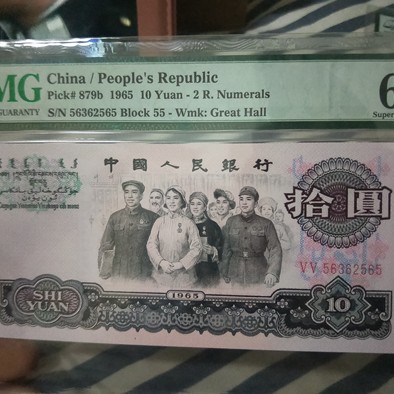 MG
GUARANTY
China / People's Republic
Pick# 879b 1965 10 Yuan - 2 R. Numerals
S/N 56362565 Block 55 - Wmk: Great Hall
6
Super
中國人民銀行
拾圓
VV 56362565
1965
SHI
YUAN
10